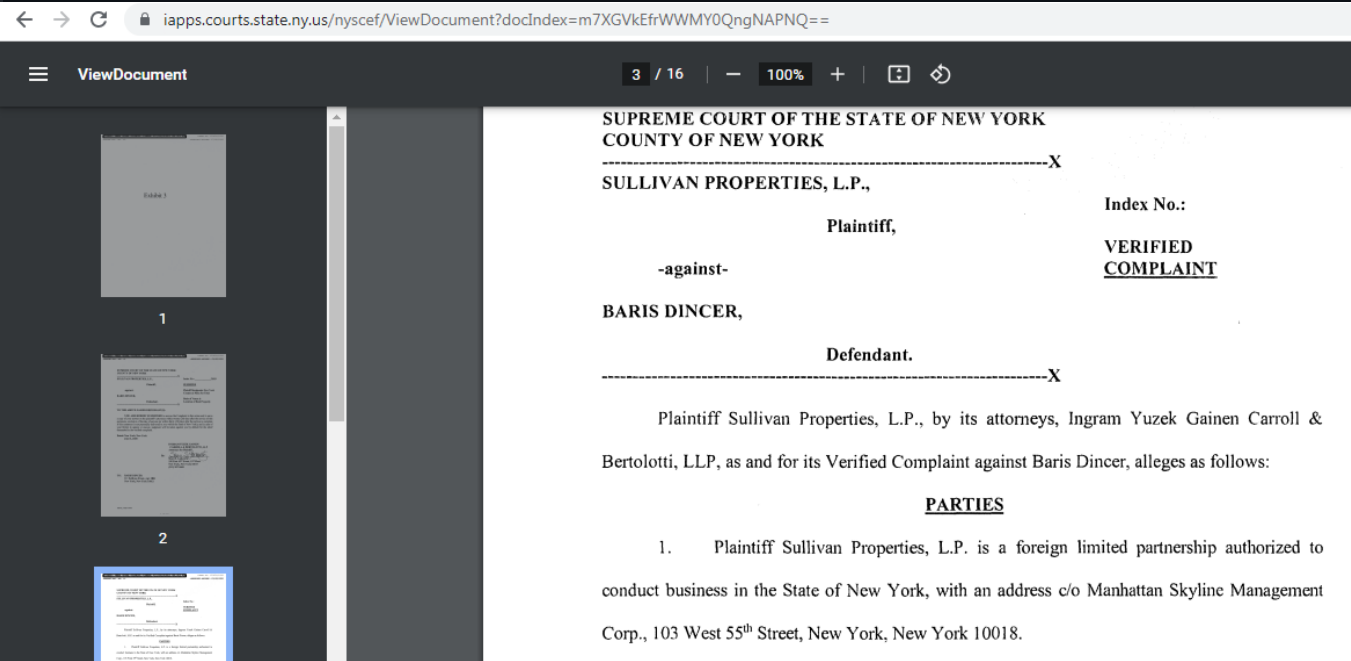 iapps.courts.state.ny.us/nyscef/ViewDocument?docIndex=m7XGVkEfrWWMY0QngNAPNQ==
ViewDocument
3 / 16
100%
Exhibit 3
1
2
SUPREME COURT OF THE STATE OF NEW YORK
COUNTY OF NEW YORK
-----------------------------------------------------------------------X
SULLIVAN PROPERTIES, L.P.,
Index No.:
Plaintiff,
VERIFIED
COMPLAINT
-against-
BARIS DINCER,
Defendant.
-----------------------------------------------------------------------X
Plaintiff Sullivan Properties, L.P., by its attorneys, Ingram Yuzek Gainen Carroll &
Bertolotti, LLP, as and for its Verified Complaint against Baris Dincer, alleges as follows:
PARTIES
1. Plaintiff Sullivan Properties, L.P. is a foreign limited partnership authorized to
conduct business in the State of New York, with an address c/o Manhattan Skyline Management
Corp., 103 West 55th Street, New York, New York 10018.